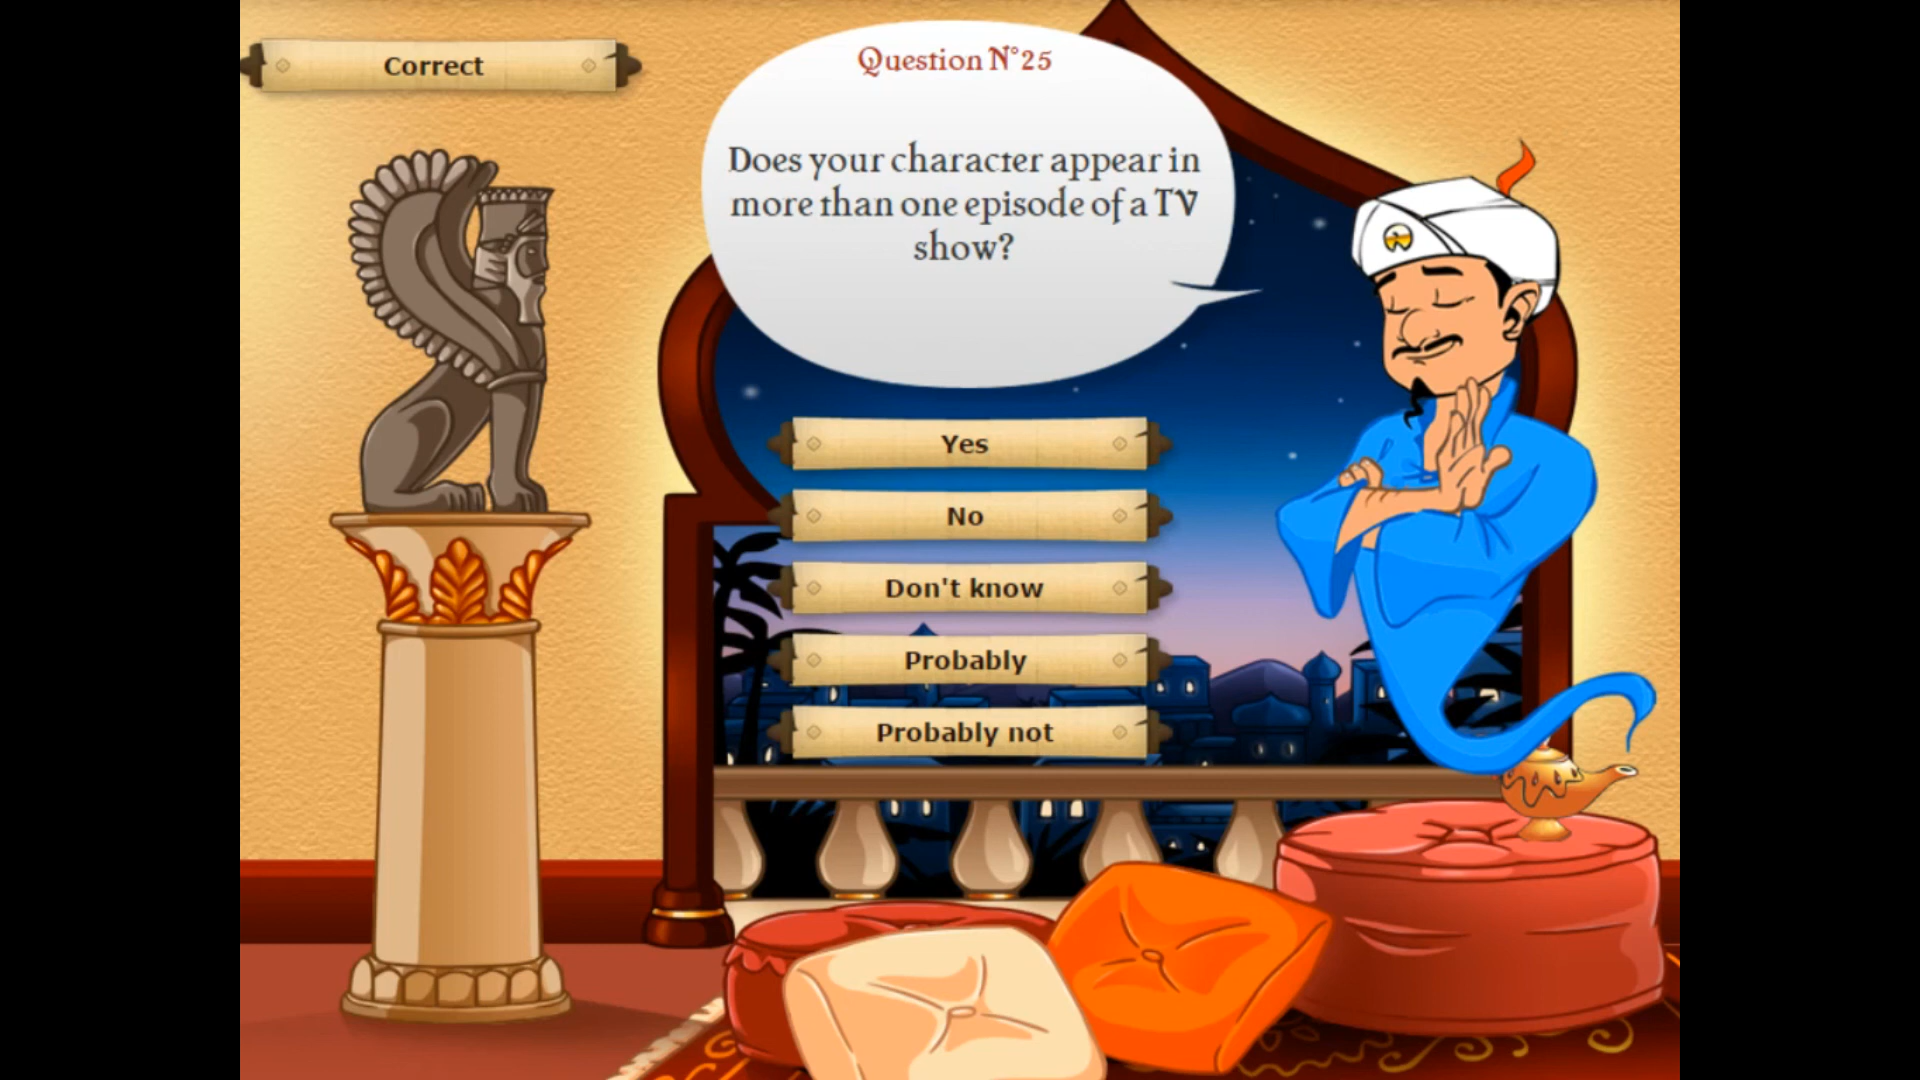 Correct
Question N°25
Does your character appear in
more than one episode of a TV
show?
Yes
No
Don't know
Probably
Probably not